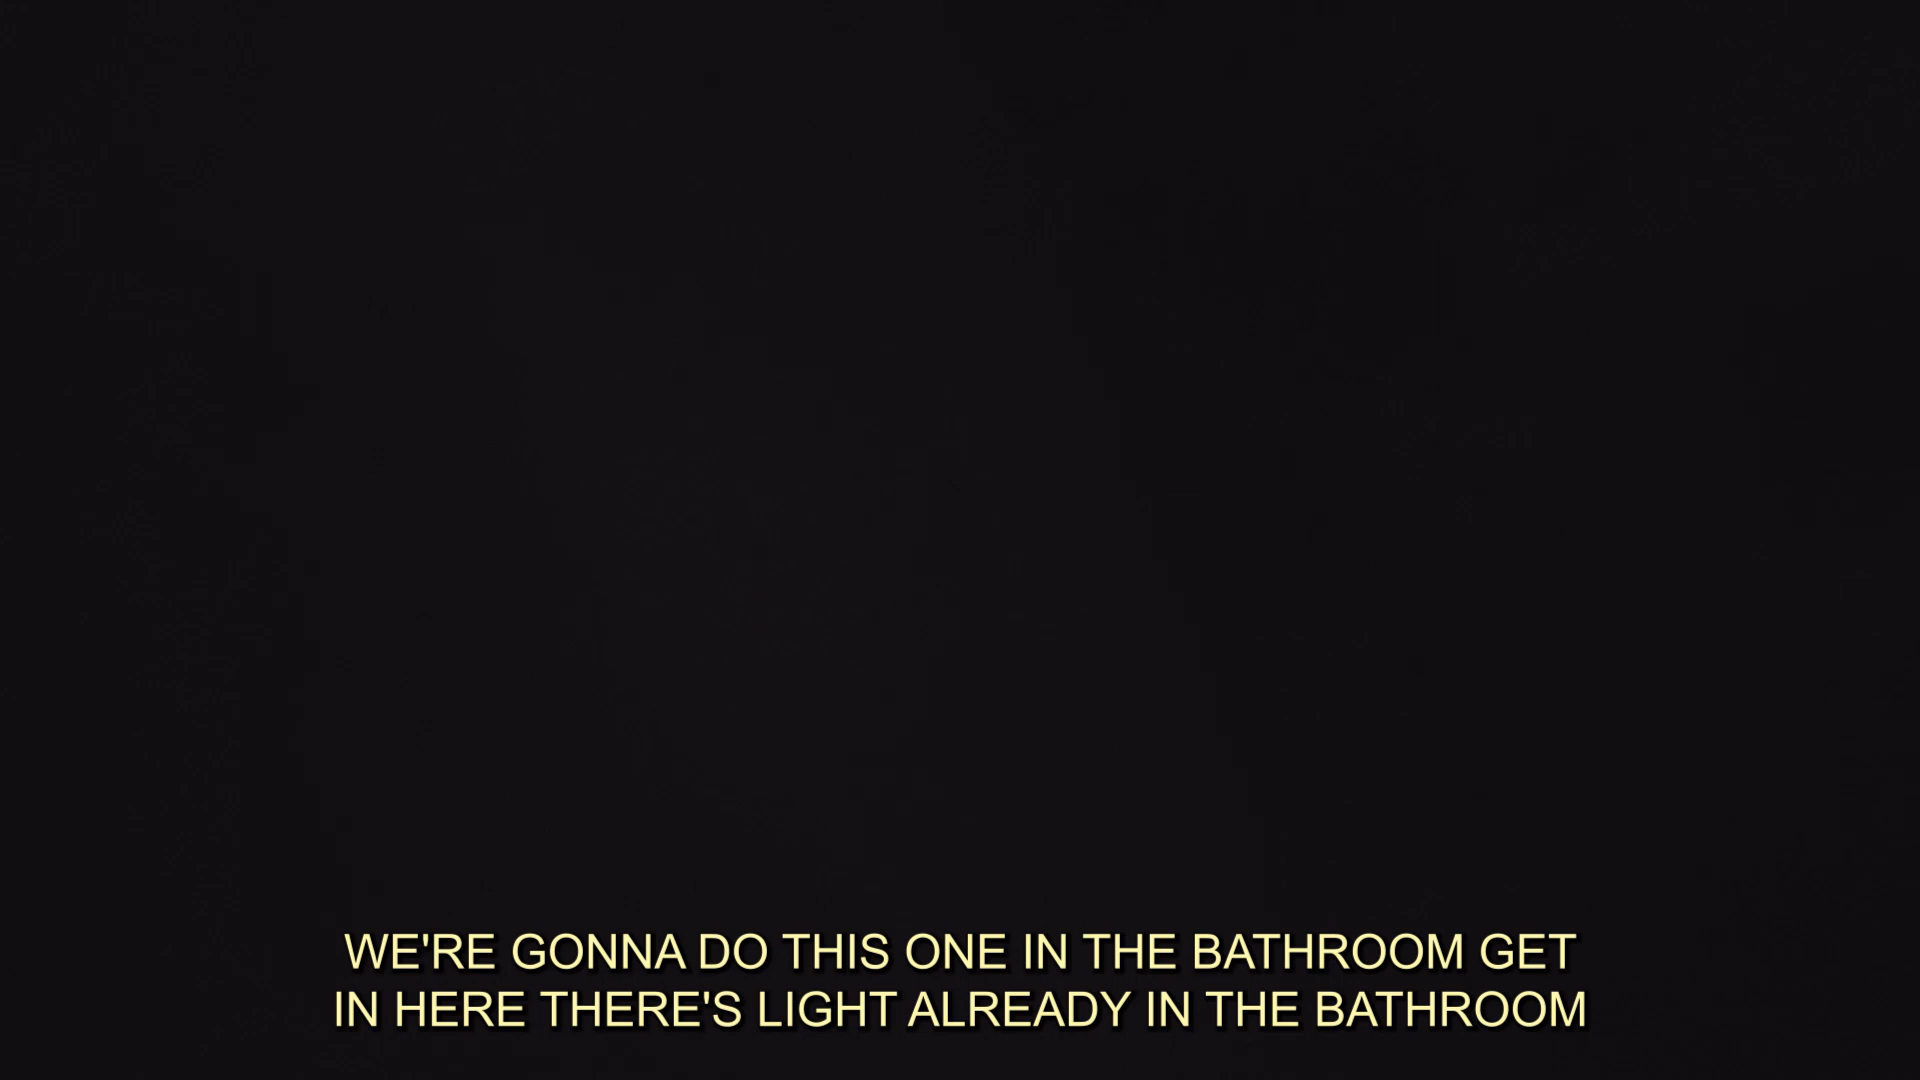 WE'RE GONNA DO THIS ONE IN THE BATHROOM GET
IN HERE THERE'S LIGHT ALREADY IN THE BATHROOM